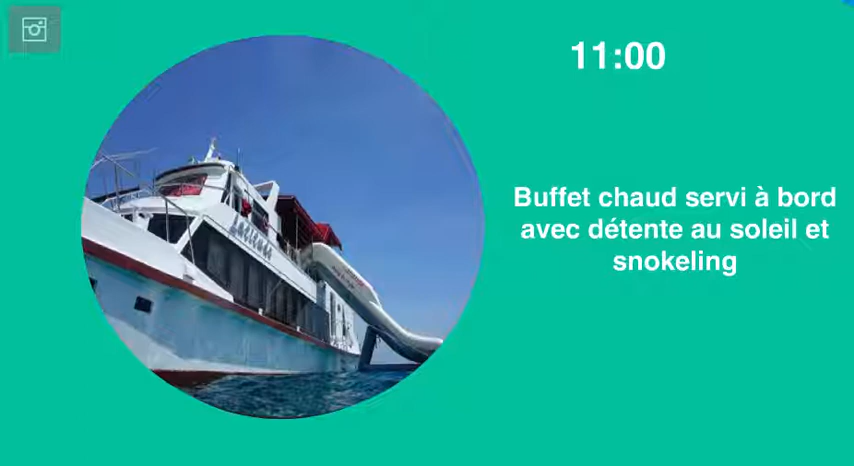 11:00
Buffet chaud servi à bord
avec détente au soleil et
snokeling